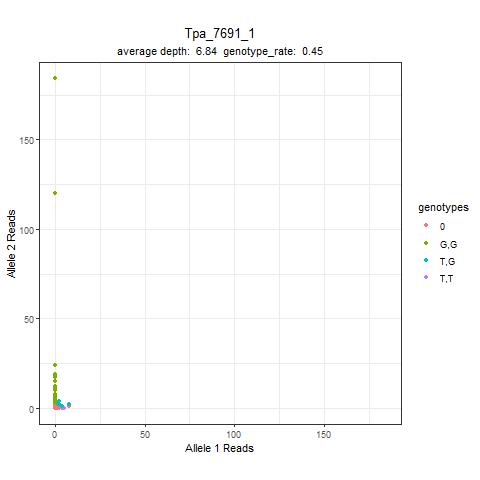 Tpa_7691_1
average depth: 6.84 genotype_rate: 0.45
Allele 2 Reads
150
100
50
0
0 50 100 150
Allele 1 Reads
genotypes
0
G,G
T,G
T,T